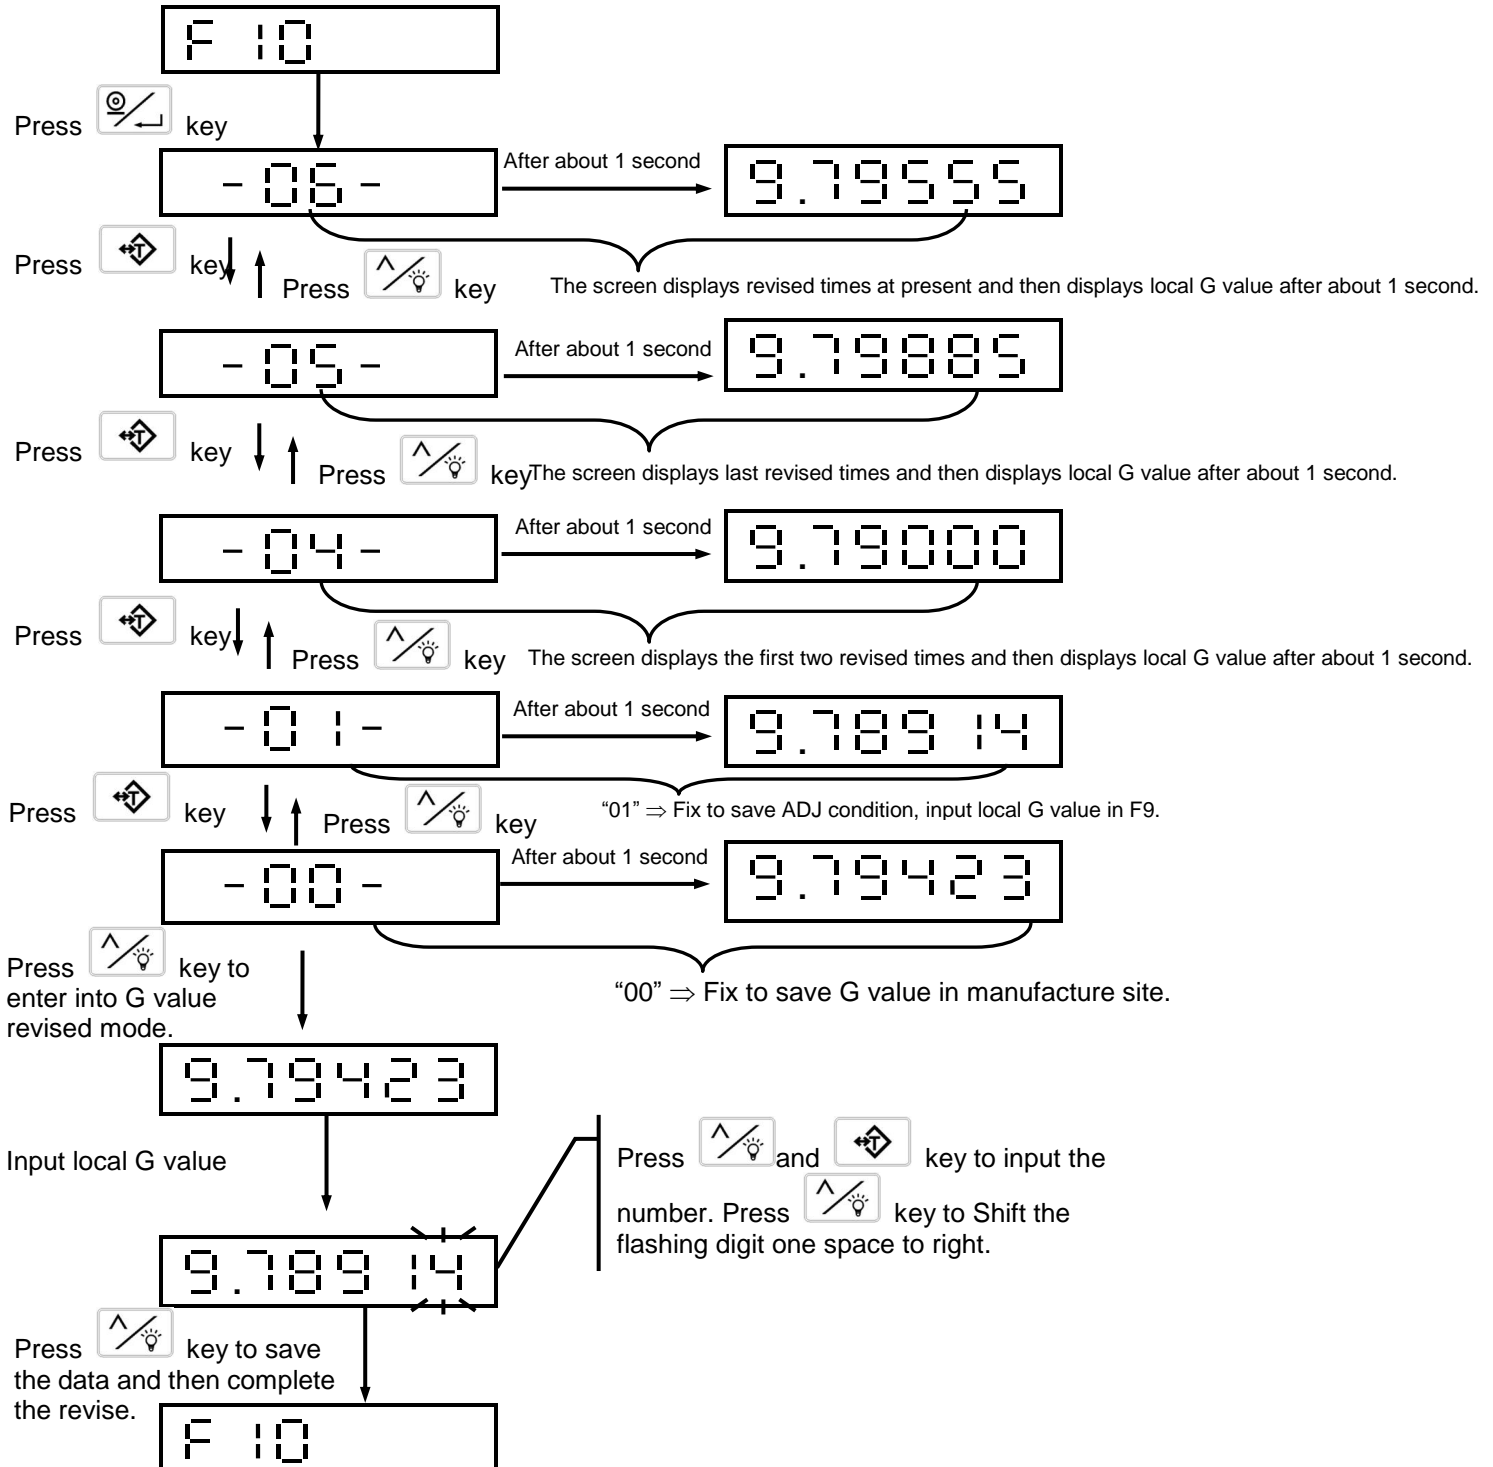 F 10
Press key
-06-
After about 1 second
9.79555
Press key
Press key
The screen displays revised times at present and then displays local G value after about 1 second.
-05-
After about 1 second
9.79885
Press key
Press key
The screen displays last revised times and then displays local G value after about 1 second.
-04-
After about 1 second
9.79000
Press key
Press key
The screen displays the first two revised times and then displays local G value after about 1 second.
-01-
After about 1 second
9.78914
Press key
Press key
“01” ⇒ Fix to save ADJ condition, input local G value in F9.
-00-
After about 1 second
9.79423
“00” ⇒ Fix to save G value in manufacture site.
Press key to
enter into G value
revised mode.
9.79423
Input local G value
Press and key to input the
number. Press key to Shift the
flashing digit one space to right.
9.78914
Press key to save
the data and then complete
the revise.
F 10